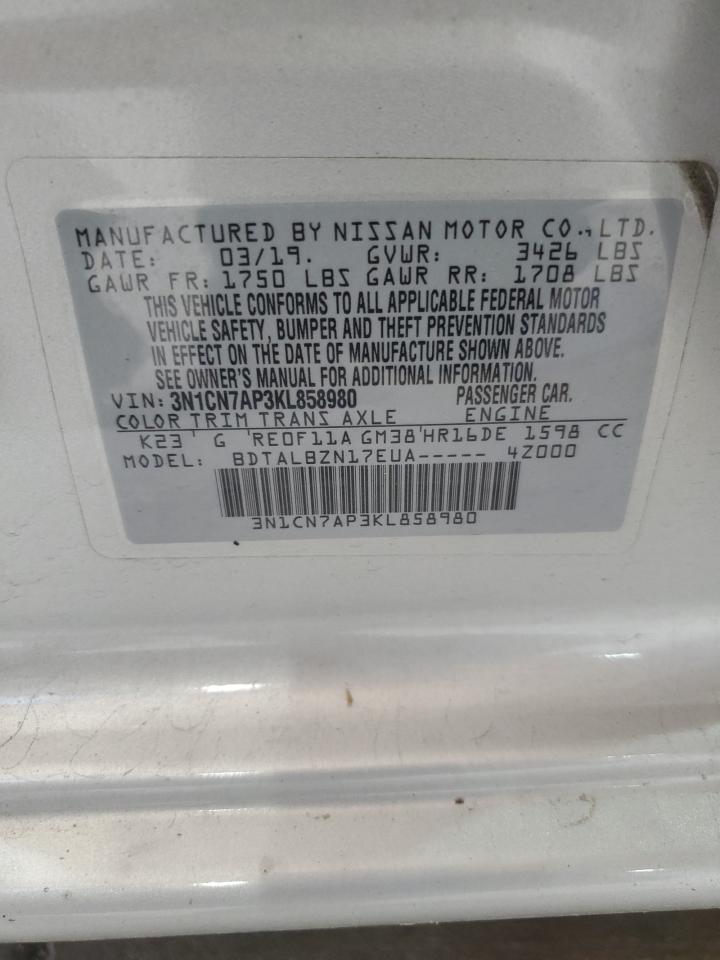 MANUFACTURED BY NISSAN MOTOR CO., LTD.
DATE: 03/19. GVWR: 3426 LBS
GAWR FR: 1750 LBS GAWR RR: 1708 LBS
THIS VEHICLE CONFORMS TO ALL APPLICABLE FEDERAL MOTOR
VEHICLE SAFETY, BUMPER AND THEFT PREVENTION STANDARDS
IN EFFECT ON THE DATE OF MANUFACTURE SHOWN ABOVE.
SEE OWNER'S MANUAL FOR ADDITIONAL INFORMATION.
VIN: 3N1CN7AP3KL858980 PASSENGER CAR.
COLOR TRIM TRANS AXLE ENGINE
K23' G 'RE0F11A GM38'HR16DE 1598 CC
MODEL: BDTALBZN17EUA----- 4Z000
3N1CN7AP3KL858980